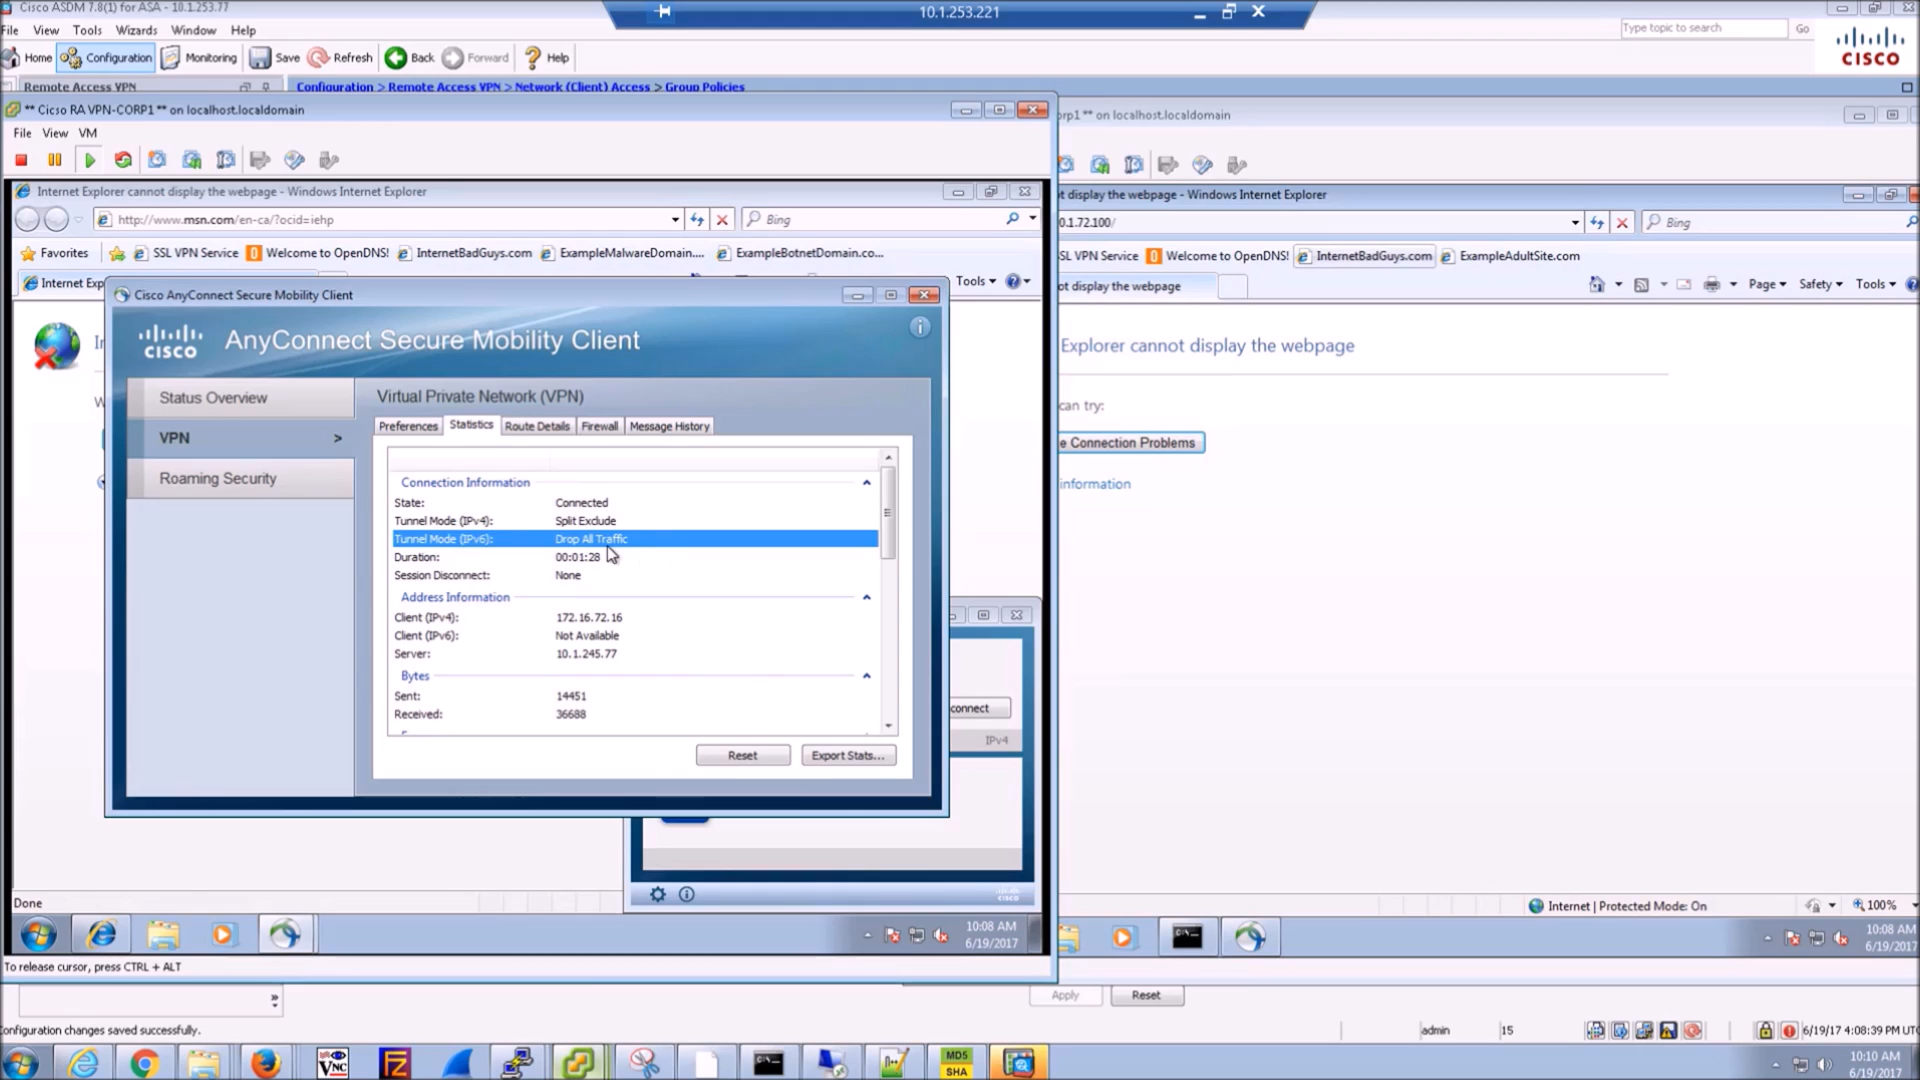 Cisco ASDM 7.8(1) for ASA - 10.1.253.77
10.1.253.221
File View Tools Wizards Window Help
Type topic to search Go
Home Configuration Monitoring Save Refresh Back Forward Help
CISCO
Remote Access VPN
Configuration > Remote Access VPN > Network (Client) Access > Group Policies
** Cicso RA VPN-CORP1 ** on localhost.localdomain
orp1 ** on localhost.localdomain
File View VM
Internet Explorer cannot display the webpage - Windows Internet Explorer
ot display the webpage - Windows Internet Explorer
http://www.msn.com/en-ca/?ocid=iehp
Bing
0.1.72.100/
Bing
Favorites SSL VPN Service Welcome to OpenDNS! InternetBadGuys.com ExampleMalwareDomain.... ExampleBotnetDomain.co...
SL VPN Service Welcome to OpenDNS! InternetBadGuys.com ExampleAdultSite.com
Internet Exp
Tools
ot display the webpage
Page Safety Tools
Cisco AnyConnect Secure Mobility Client
CISCO
AnyConnect Secure Mobility Client
Explorer cannot display the webpage
can try:
e Connection Problems
information
Status Overview
VPN >
Roaming Security
Virtual Private Network (VPN)
Preferences Statistics Route Details Firewall Message History
Connection Information
State: Connected
Tunnel Mode (IPv4): Split Exclude
Tunnel Mode (IPv6): Drop All Traffic
Duration: 00:01:28
Session Disconnect: None
Address Information
Client (IPv4): 172.16.72.16
Client (IPv6): Not Available
Server: 10.1.245.77
Bytes
Sent: 14451
Received: 36688
Reset Export Stats...
onnect
IPv4
Done
Internet | Protected Mode: On
100%
10:08 AM
6/19/2017
10:08 AM
6/19/2017
To release cursor, press CTRL + ALT
Apply Reset
onfiguration changes saved successfully.
admin
15
6/19/17 4:08:39 PM UTC
VNC
MD5
SHA
10:10 AM
6/19/2017